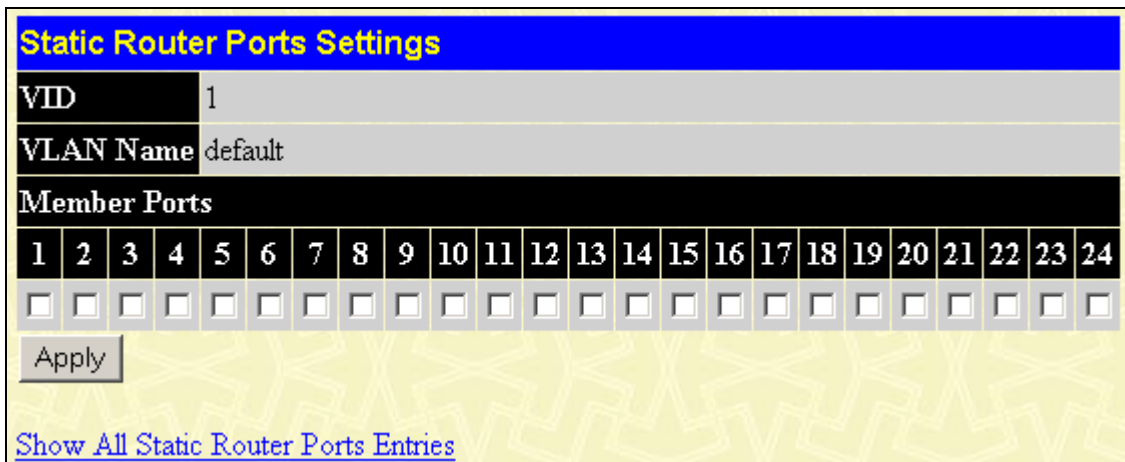 Static Router Ports Settings
VID 1
VLAN Name default
Member Ports
1 2 3 4 5 6 7 8 9 10 11 12 13 14 15 16 17 18 19 20 21 22 23 24
Apply
Show All Static Router Ports Entries